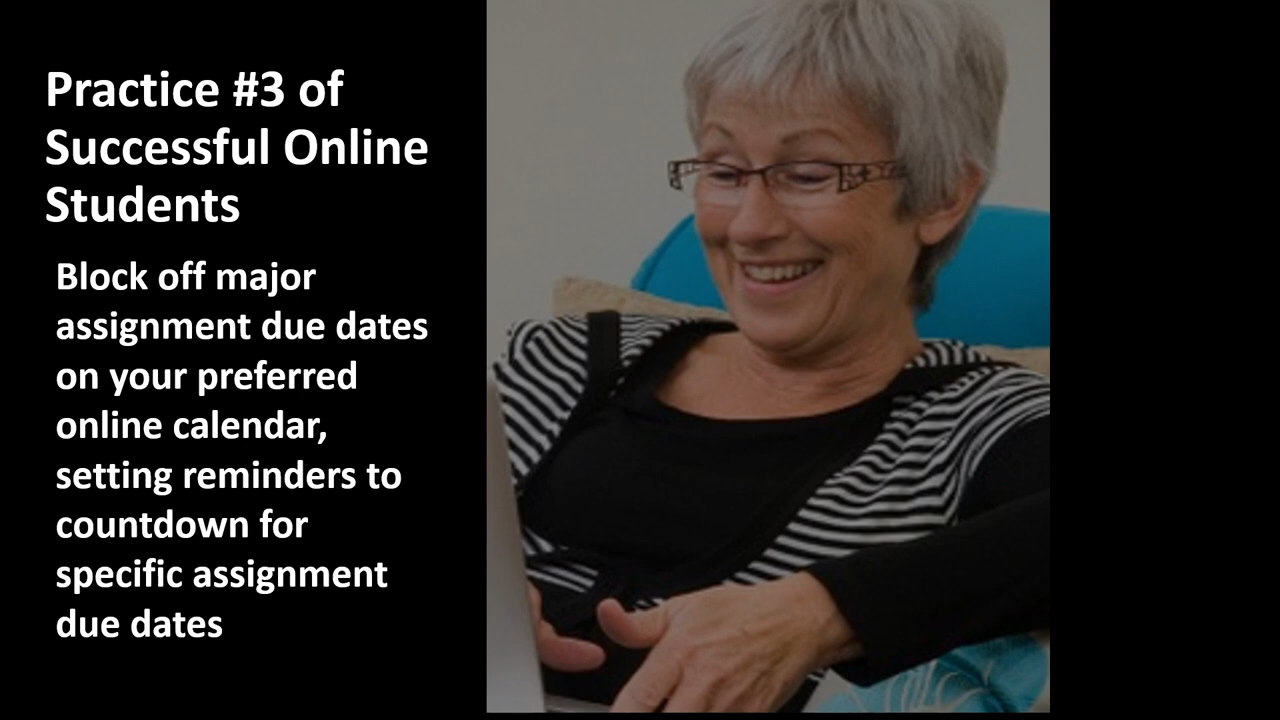 Practice #3 of
Successful Online
Students
Block off major
assignment due dates
on your preferred
online calendar,
setting reminders to
countdown for
specific assignment
due dates